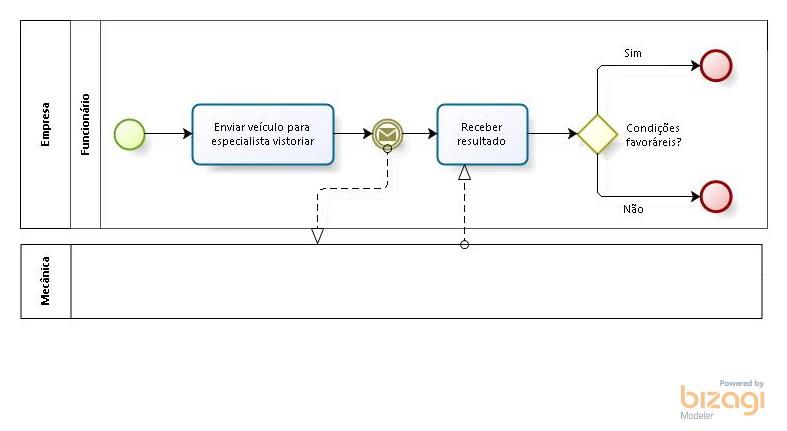 Empresa
Funcionário
Enviar veículo para
especialista vistoriar
Receber
resultado
Sim
Condições
favoráreis?
Não
Mecânica
Powered by
bizagi
Modeler